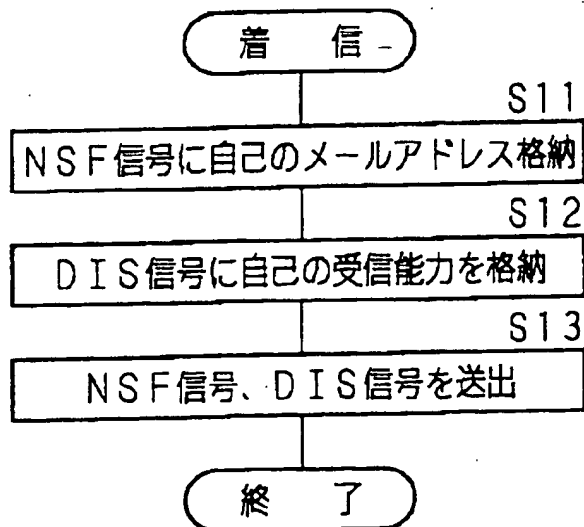 着 信
S11
NSF信号に自己のメールアドレス格納
S12
DIS信号に自己の受信能力を格納
S13
NSF信号、DIS信号を送出
終 了